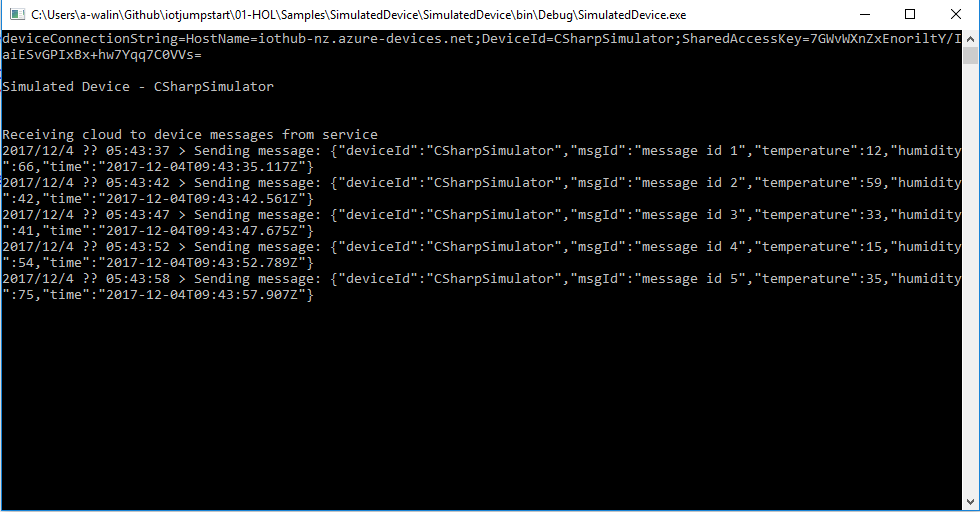 C:\Users\a-walin\Github\iotjumpstart\01-HOL\Samples\SimulatedDevice\SimulatedDevice\bin\Debug\SimulatedDevice.exe
deviceConnectionString=HostName=iothub-nz.azure-devices.net;DeviceId=CSharpSimulator;SharedAccessKey=7GWvWXnZxEnoriltY/I
aiESvGPIxBx+hw7Yqq7C0VVs=
Simulated Device - CSharpSimulator
Receiving cloud to device messages from service
2017/12/4 ?? 05:43:37 > Sending message: {"deviceId":"CSharpSimulator","msgId":"message id 1","temperature":12,"humidity
":66,"time":"2017-12-04T09:43:35.117Z"}
2017/12/4 ?? 05:43:42 > Sending message: {"deviceId":"CSharpSimulator","msgId":"message id 2","temperature":59,"humidity
":42,"time":"2017-12-04T09:43:42.561Z"}
2017/12/4 ?? 05:43:47 > Sending message: {"deviceId":"CSharpSimulator","msgId":"message id 3","temperature":33,"humidity
":41,"time":"2017-12-04T09:43:47.675Z"}
2017/12/4 ?? 05:43:52 > Sending message: {"deviceId":"CSharpSimulator","msgId":"message id 4","temperature":15,"humidity
":54,"time":"2017-12-04T09:43:52.789Z"}
2017/12/4 ?? 05:43:58 > Sending message: {"deviceId":"CSharpSimulator","msgId":"message id 5","temperature":35,"humidity
":75,"time":"2017-12-04T09:43:57.907Z"}